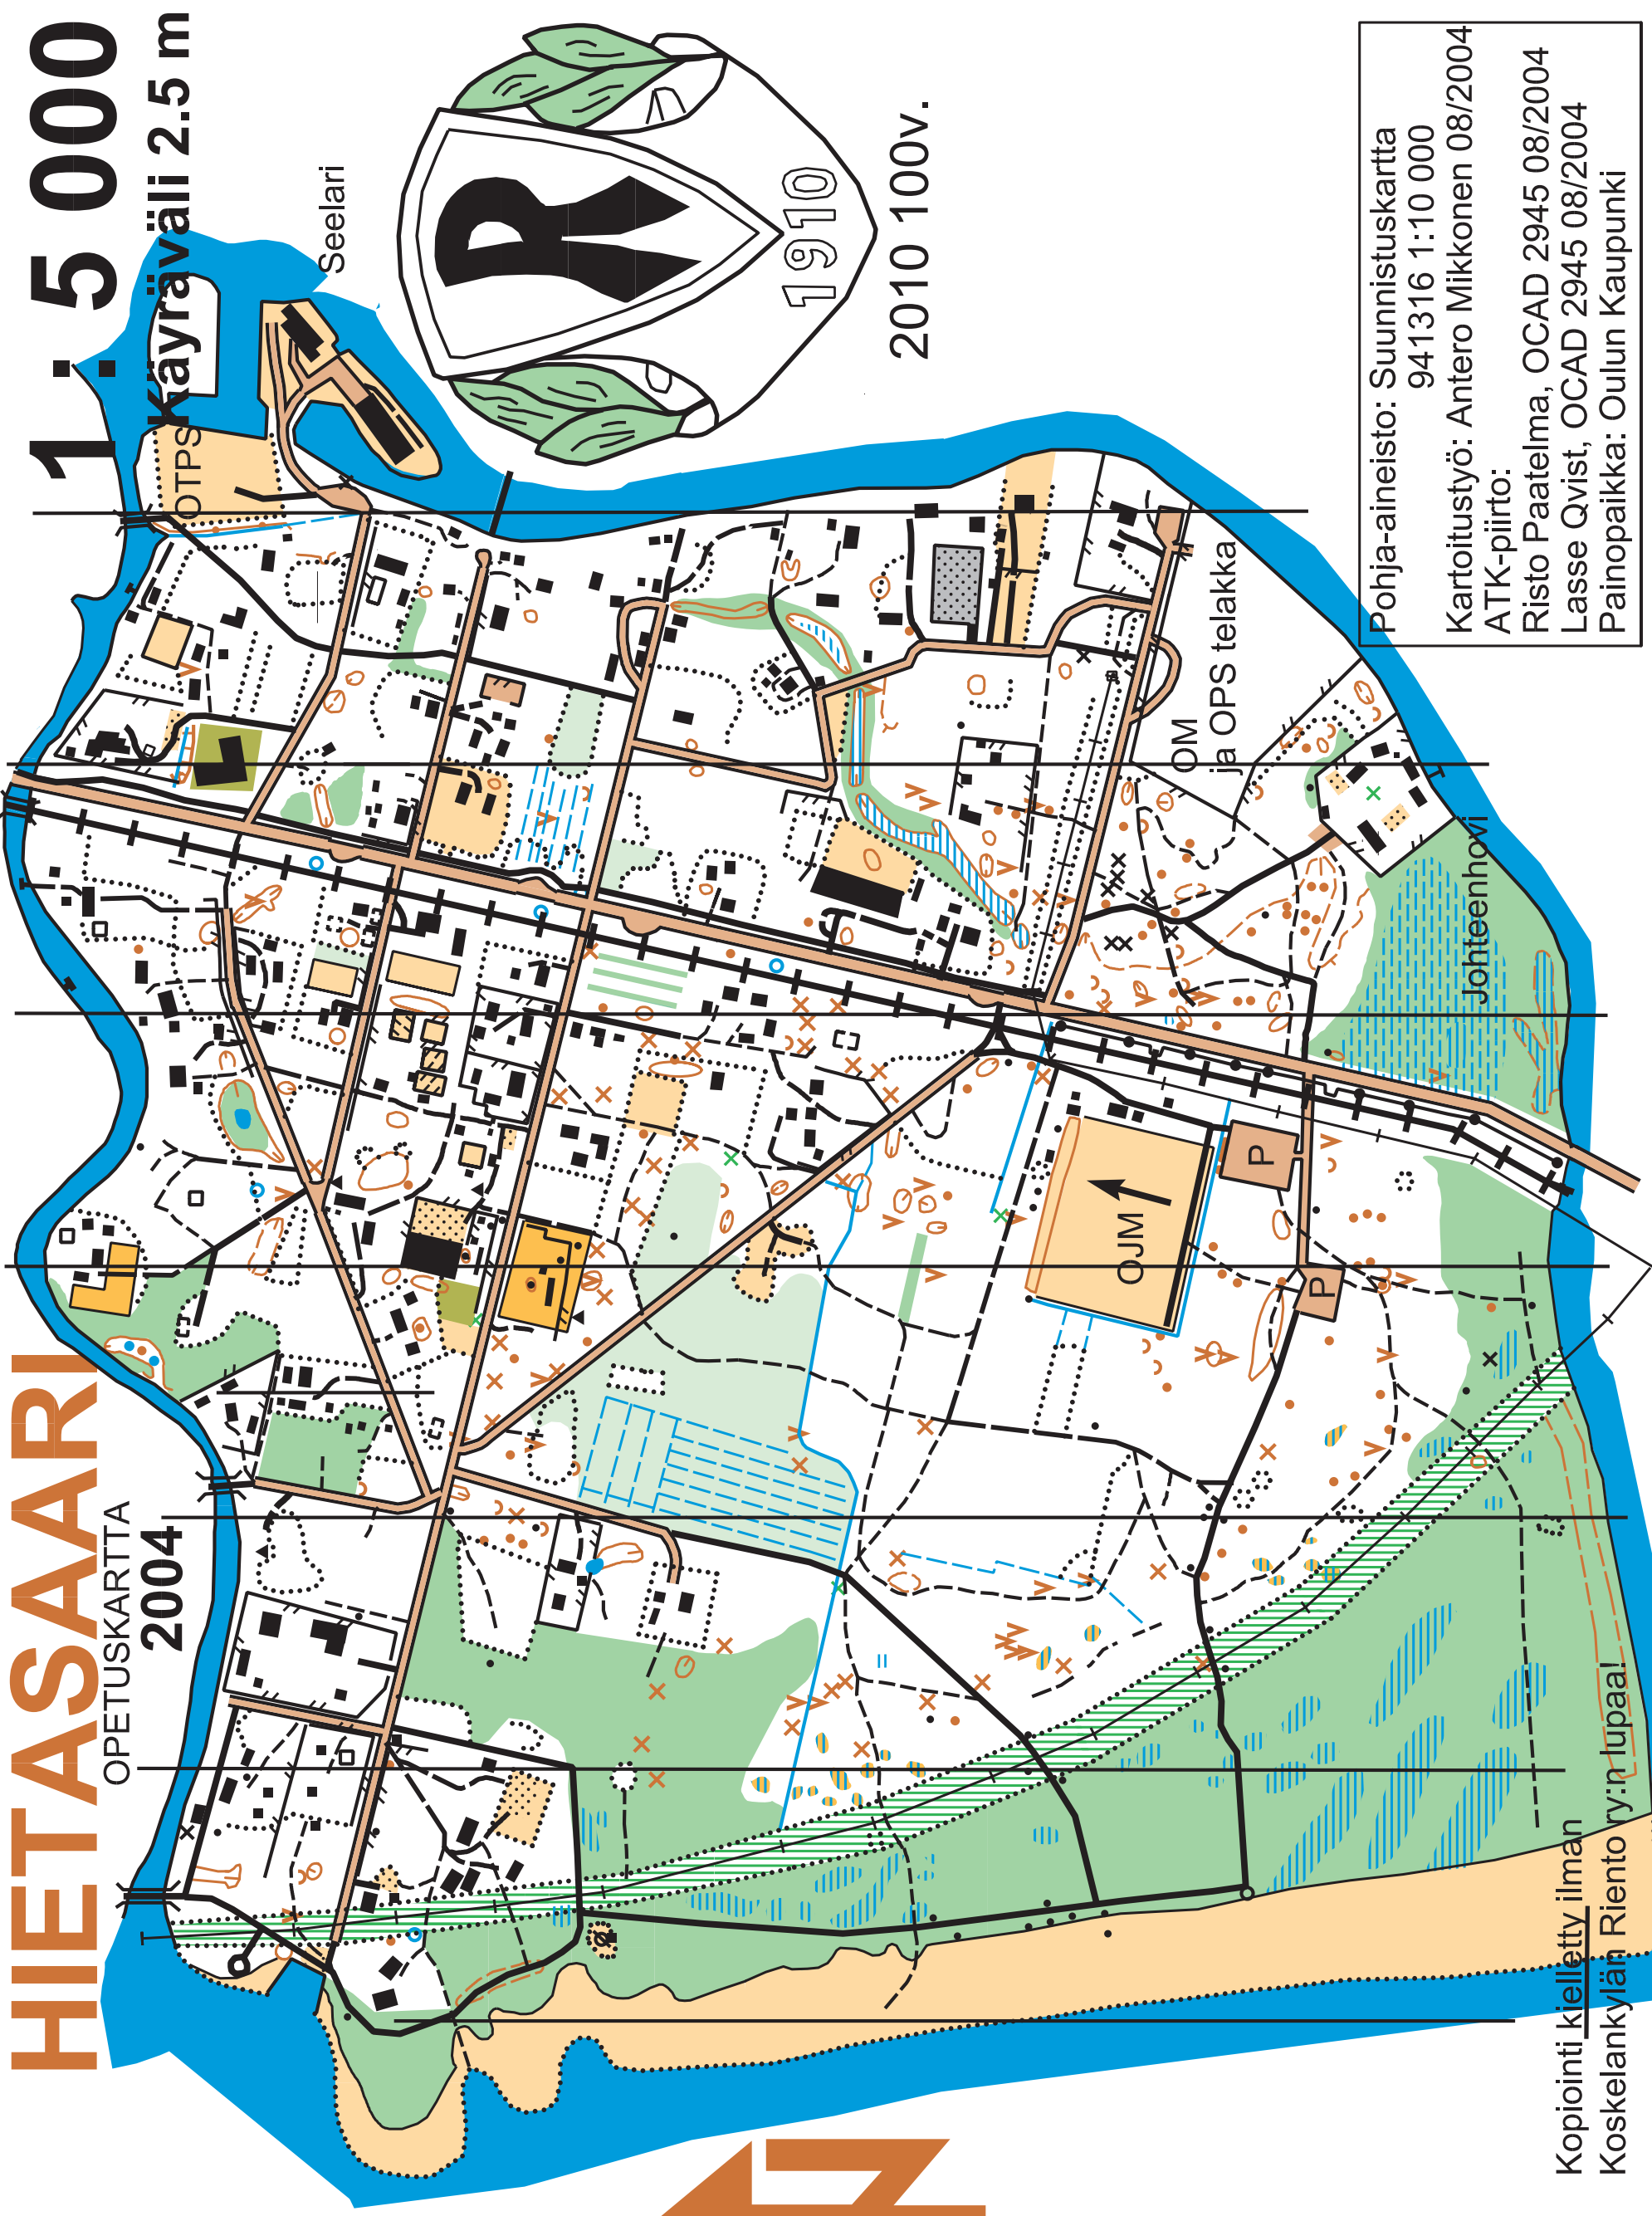 HIETASAARI
OPETUSKARTTA
2004
1: 5 000
Käyräväli 2.5 m
OTPS
Seelari
1910
2010 100v.
OM
ja OPS telakka
Johteenhovi
OJM
P
P
Pohja-aineisto: Suunnistuskartta
941316 1:10 000
Kartoitustyö: Antero Mikkonen 08/2004
ATK-piirto:
Risto Paatelma, OCAD 2945 08/2004
Lasse Qvist, OCAD 2945 08/2004
Painopaikka: Oulun Kaupunki
Kopiointi kielletty ilman
Koskelankylän Riento ry:n lupaa!
N